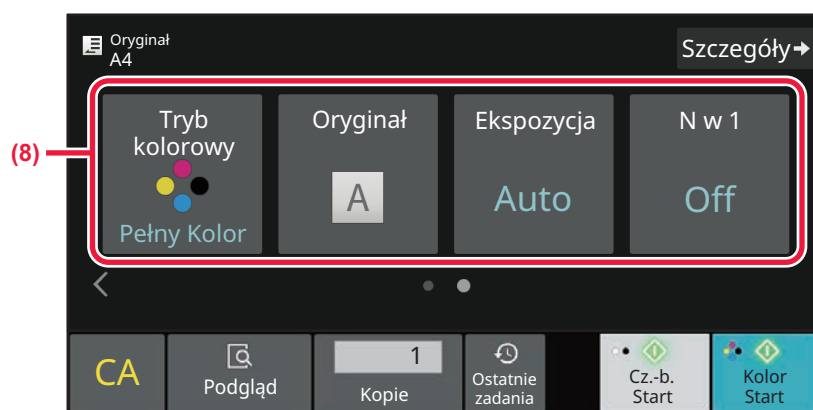 Oryginał
A4
Szczegóły
(8)
Tryb
kolorowy
Pełny Kolor
Oryginał
A
Ekspozycja
Auto
N w 1
Off
CA
Podgląd
1
Kopie
Ostatnie
zadania
Cz.-b.
Start
Kolor
Start